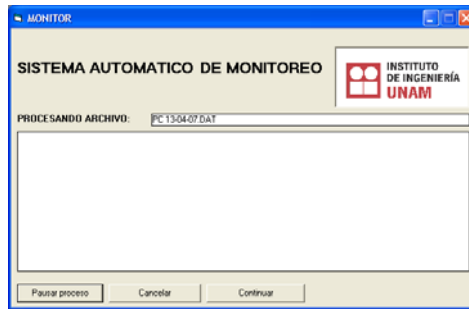 MONITOR
SISTEMA AUTOMATICO DE MONITOREO
INSTITUTO
DE INGENIERÍA
UNAM
PROCESANDO ARCHIVO: PC 13-04-07.DAT
Pausar proceso Cancelar Continuar